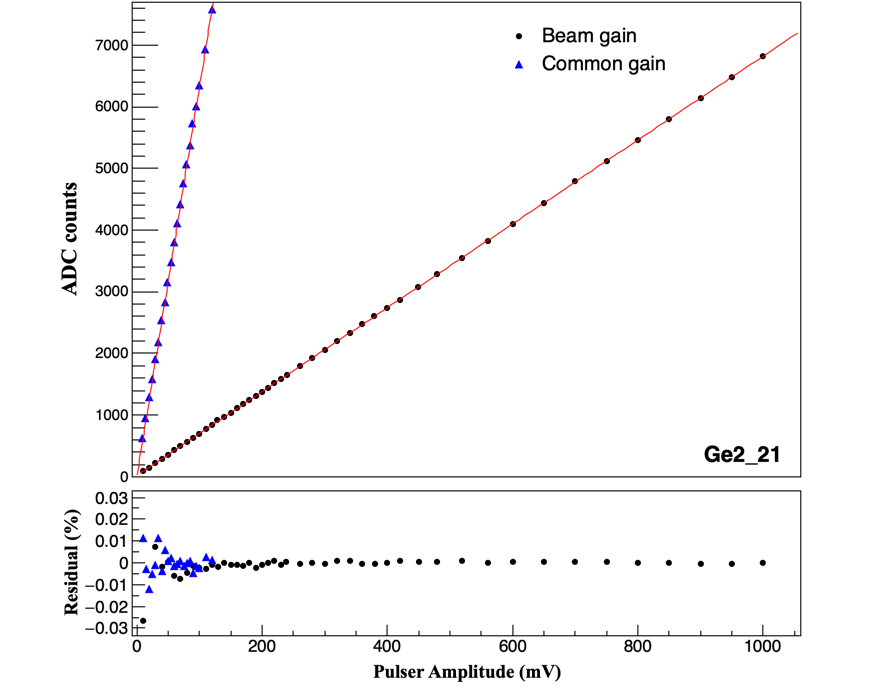 Beam gain
Common gain
7000
6000
5000
4000
3000
2000
1000
0
ADC counts
Ge2_21
0.03
0.02
0.01
0
−0.01
−0.02
−0.03
Residual (%)
0 200 400 600 800 1000
Pulser Amplitude (mV)